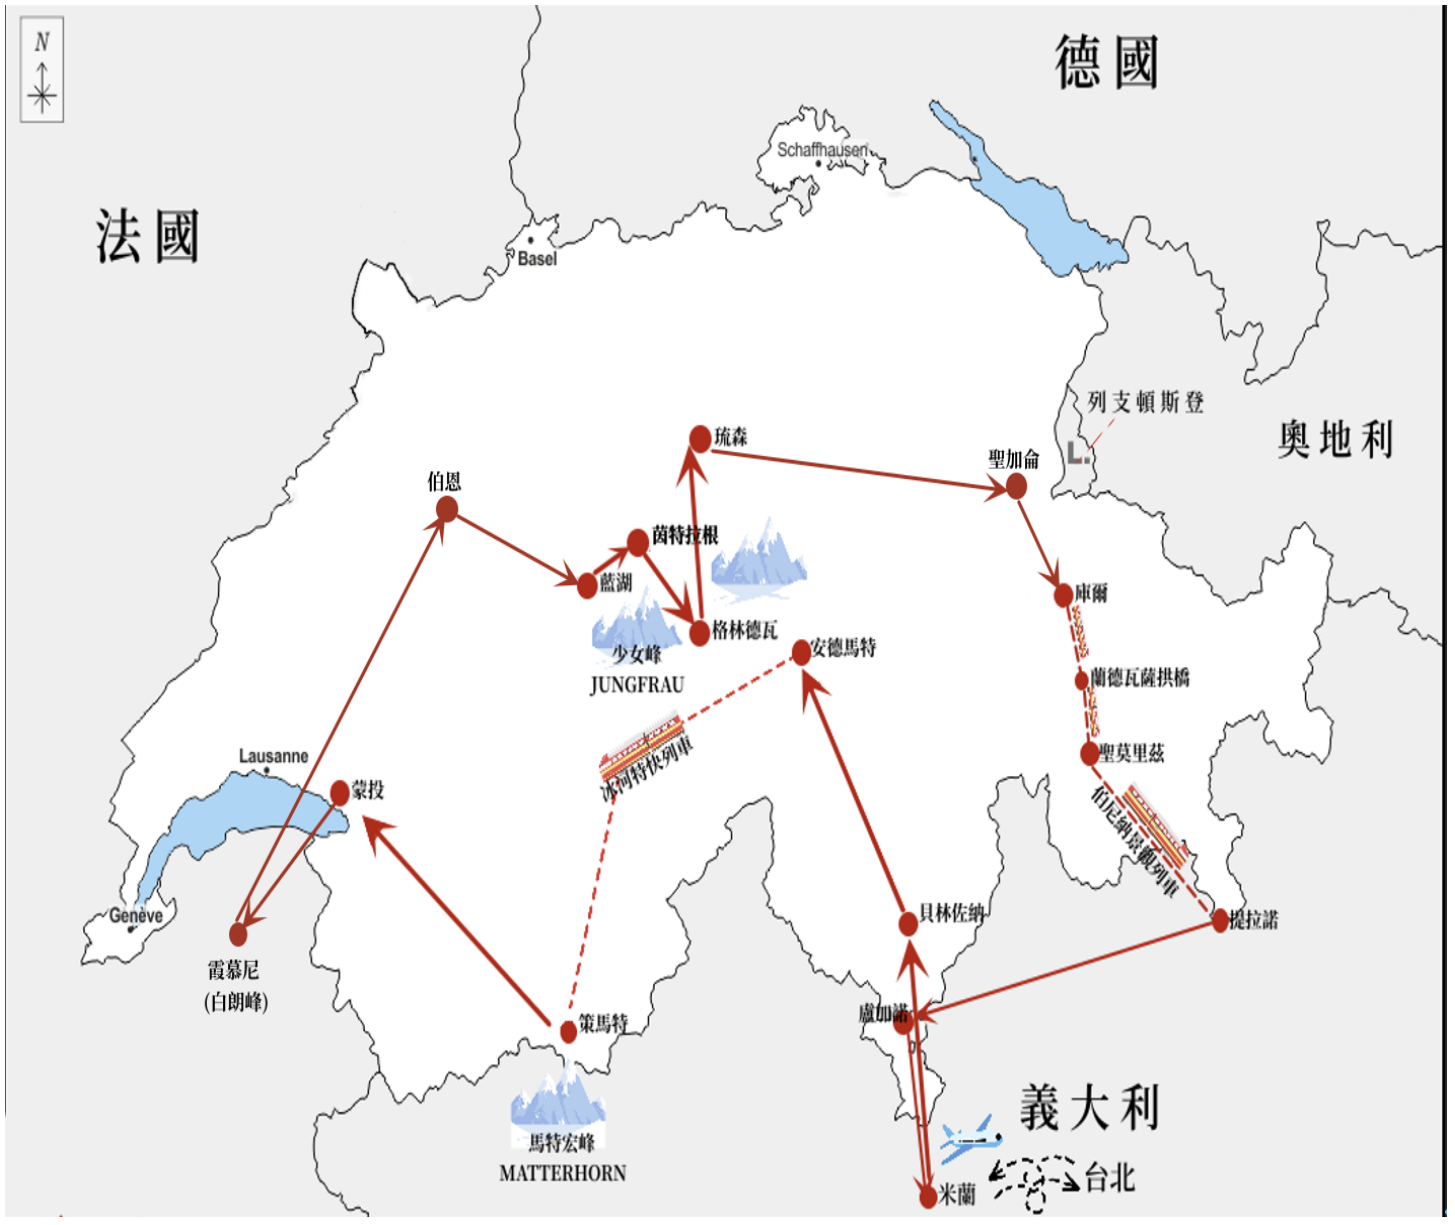 N
德國
Schaffhausen
法國
Basel
列支頓斯登
L.
奧地利
琉森
聖加侖
伯恩
茵特拉根
藍湖
庫爾
格林德瓦
少女峰
JUNGFRAU
安德馬特
蘭德瓦薩拱橋
聖莫里茲
冰河特快列車
伯尼納景觀列車
Lausanne
蒙投
Genève
貝林佐納
提拉諾
霞慕尼
(白朗峰)
盧加諾
策馬特
馬特宏峰
MATTERHORN
義大利
台北
米蘭